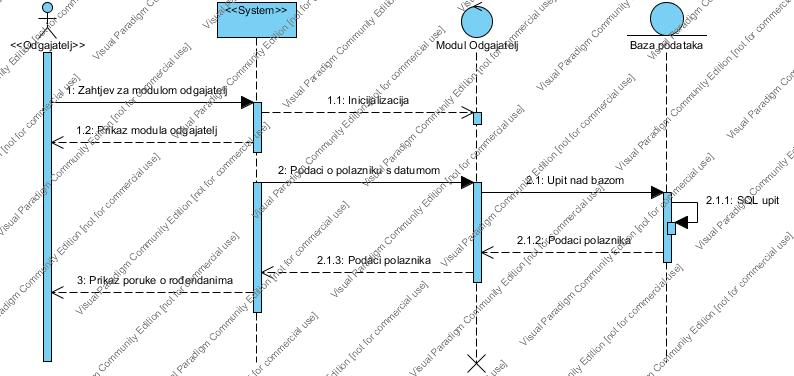 <<Odgajatelj>>
<<System>>
Modul Odgajatelj
Baza podataka
1: Zahtjev za modulom odgajatelj
1.1: Inicijalizacija
1.2: Prikaz modula odgajatelj
2: Podaci o polazniku s datumom
2.1: Upit nad bazom
2.1.1: SQL upit
2.1.2: Podaci polaznika
2.1.3: Podaci polaznika
3: Prikaz poruke o rođendanima
Visual Paradigm Community Edition [not for commercial use]